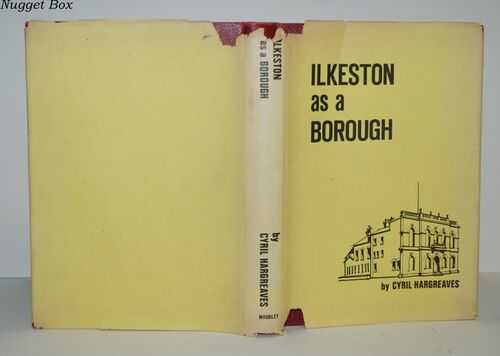 Nugget Box
ILKESTON
as a
BOROUGH
by CYRIL HARGREAVES
ILKESTON
as a BOROUGH
by
CYRIL HARGREAVES
MOORLEY